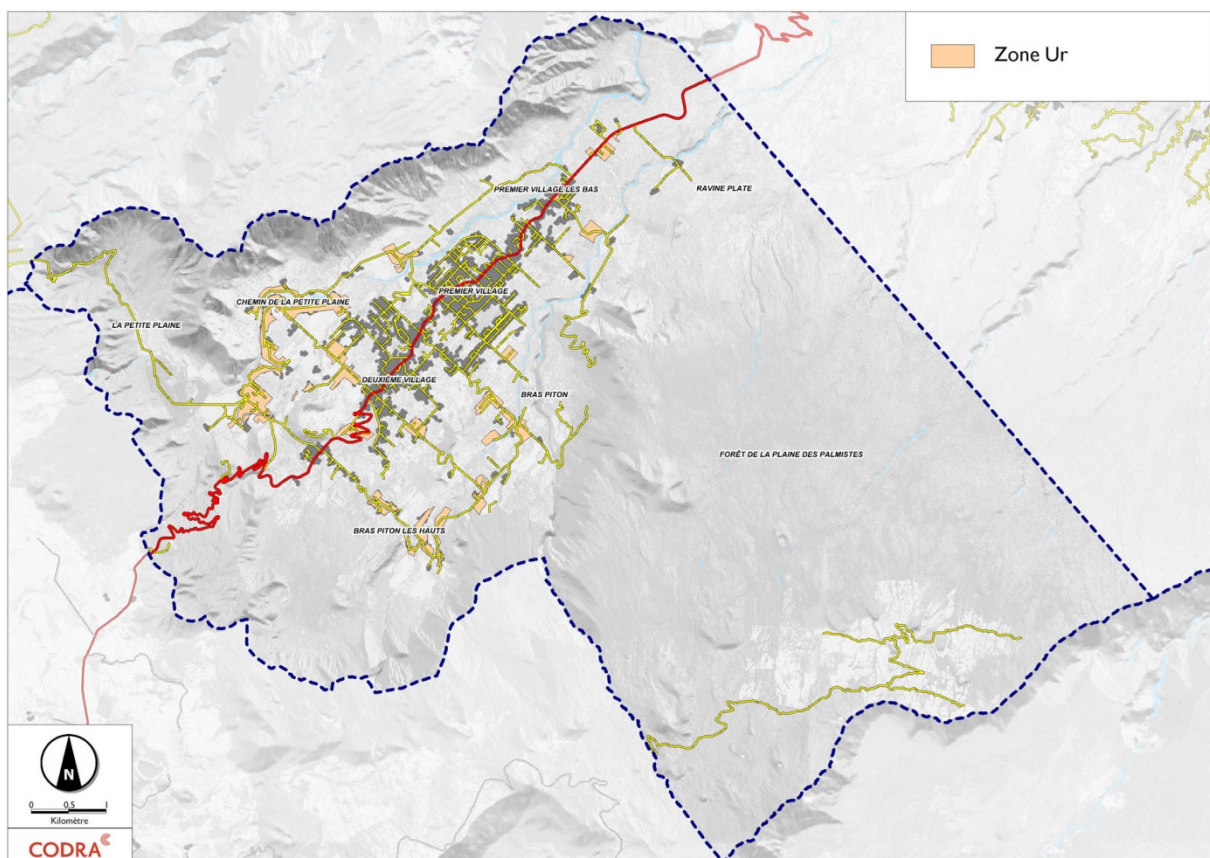 Zone Ur
PREMIER VILLAGE LES BAS
RAVINE PLATE
PREMIER VILLAGE
CHEMIN DE LA PETITE PLAINE
LA PETITE PLAINE
DEUXIÈME VILLAGE
BRAS PITON
FORÊT DE LA PLAINE DES PALMISTES
BRAS PITON LES HAUTS
N
0 0,5 1
Kilomètre
CODRA